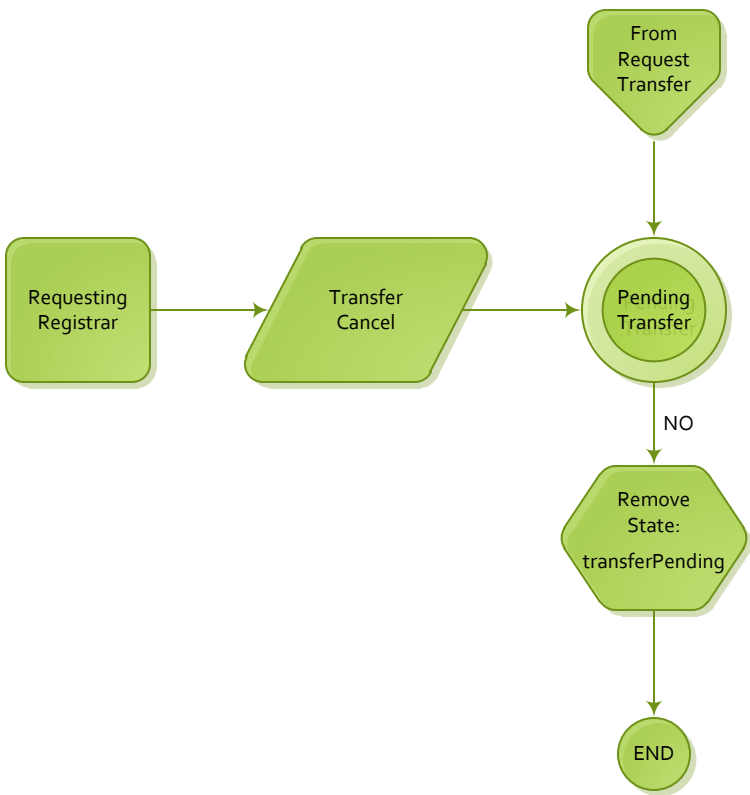 From
Request
Transfer
Requesting
Registrar
Transfer
Cancel
Pending
Transfer
NO
Remove
State:
transferPending
END